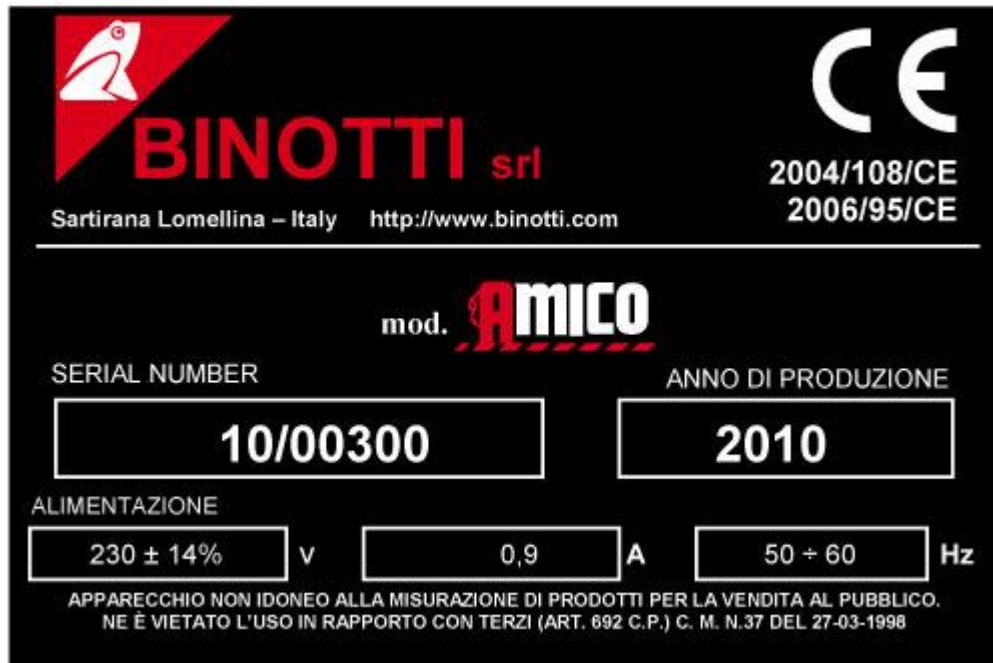 CE
BINOTTI srl
2004/108/CE
2006/95/CE
Sartirana Lomellina – Italy http://www.binotti.com
mod. AMICO
SERIAL NUMBER
ANNO DI PRODUZIONE
10/00300
2010
ALIMENTAZIONE
230 ± 14% V 0,9 A 50 ÷ 60 Hz
APPARECCHIO NON IDONEO ALLA MISURAZIONE DI PRODOTTI PER LA VENDITA AL PUBBLICO.
NE È VIETATO L'USO IN RAPPORTO CON TERZI (ART. 692 C.P.) C. M. N.37 DEL 27-03-1998